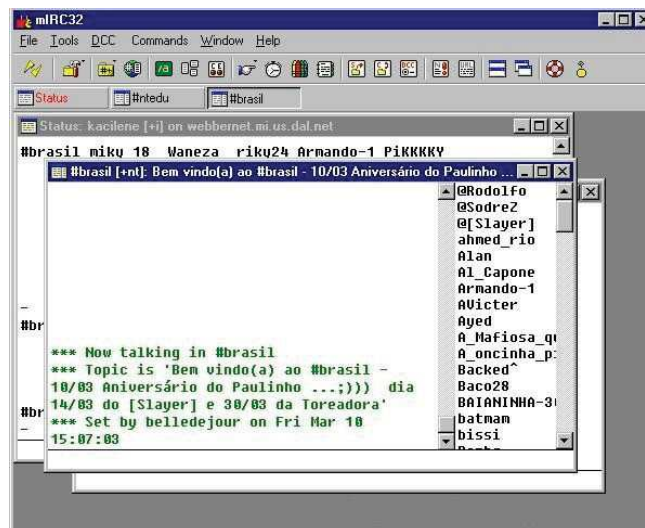 mIRC32
File Tools DCC Commands Window Help
Status #ntedu #brasil
Status: kacilene [+i] on webbernet.mi.us.dal.net
#brasil miky_18 Waneza riky24 Armando-1 PiKKKKY
#brasil [+nt]: Bem vindo(a) ao #brasil - 10/03 Aniversário do Paulinho ...
@Rodolfo
@SodreZ
@[Slayer]
ahmed_rio
Alan
Al_Capone
Armando-1
AVicter
Ayed
A_Mafiosa_qu
A_oncinha_p
Backed^
Baco28
BAIANINHA-3
batmam
bissi
-
#br
#br
-
*** Now talking in #brasil
*** Topic is 'Bem vindo(a) ao #brasil -
10/03 Aniversário do Paulinho ...;))) dia
14/03 do [Slayer] e 30/03 da Toreadora'
*** Set by belledejour on Fri Mar 10
15:07:03